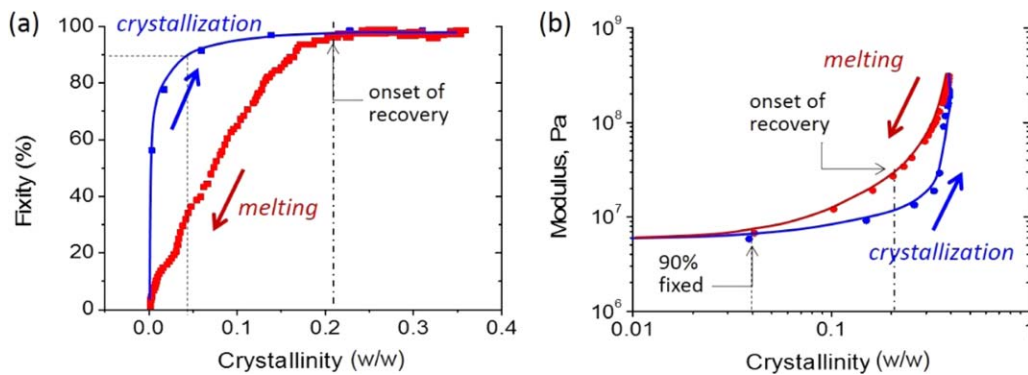 (a)
crystallization
100
80
60
40
20
0
Fixity (%)
onset of
recovery
melting
0.0 0.1 0.2 0.3 0.4
Crystallinity (w/w)
(b)
10⁹
10⁸
10⁷
10⁶
Modulus, Pa
melting
onset of
recovery
90%
fixed
crystallization
0.01 0.1
Crystallinity (w/w)